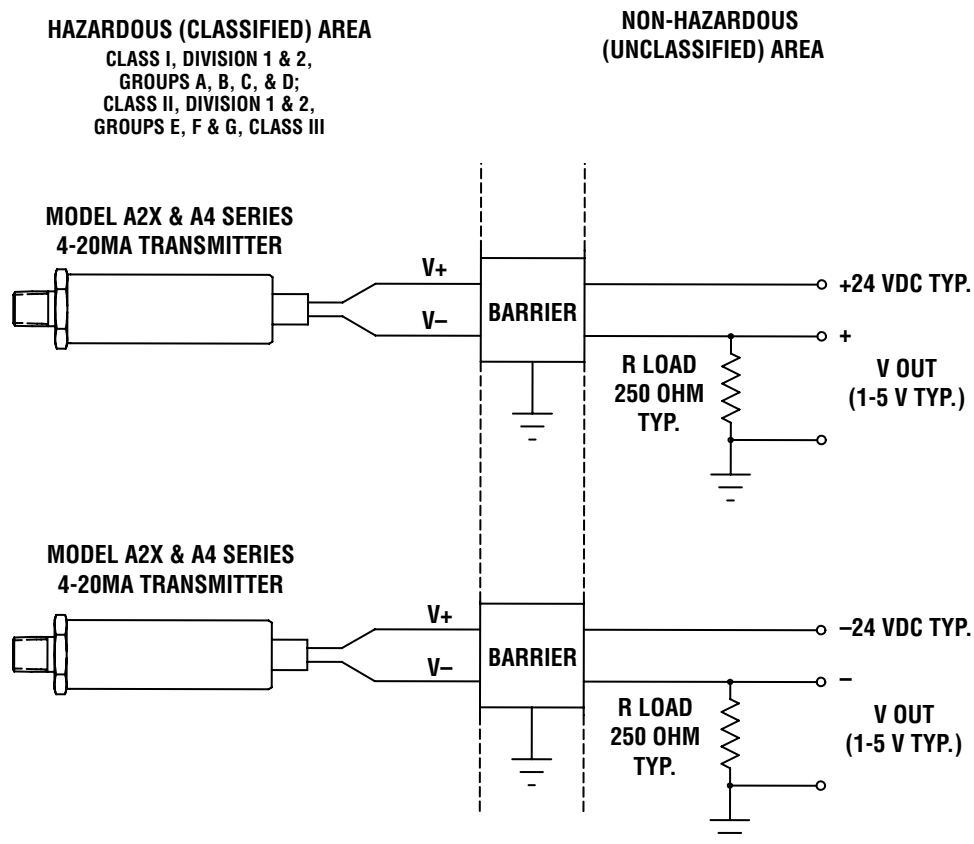 HAZARDOUS (CLASSIFIED) AREA
CLASS I, DIVISION 1 & 2,
GROUPS A, B, C, & D;
CLASS II, DIVISION 1 & 2,
GROUPS E, F & G, CLASS III
NON-HAZARDOUS
(UNCLASSIFIED) AREA
MODEL A2X & A4 SERIES
4-20MA TRANSMITTER
V+
V–
BARRIER
+24 VDC TYP.
+
R LOAD
250 OHM
TYP.
V OUT
(1-5 V TYP.)
MODEL A2X & A4 SERIES
4-20MA TRANSMITTER
V+
V–
BARRIER
–24 VDC TYP.
–
R LOAD
250 OHM
TYP.
V OUT
(1-5 V TYP.)